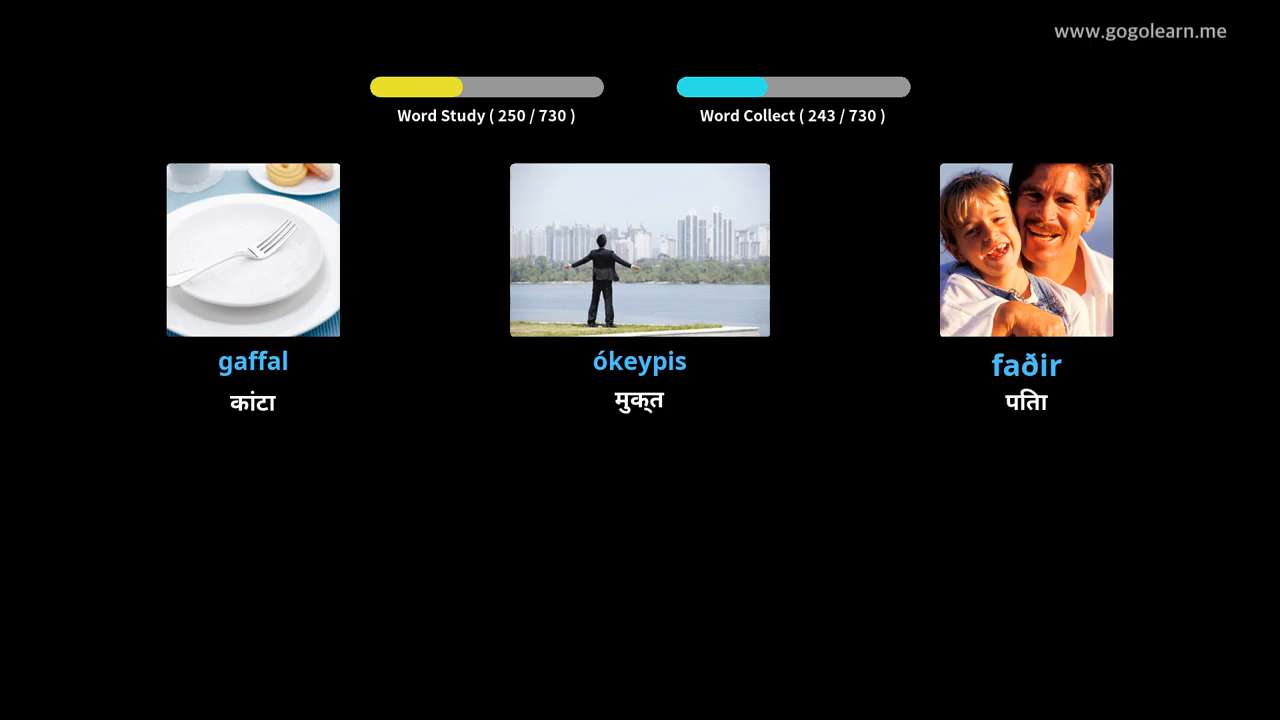 www.gogolearn.me
Word Study ( 250 / 730 )
Word Collect ( 243 / 730 )
gaffal
ókeypis
faðir
कांटा
मुक्त
पिता